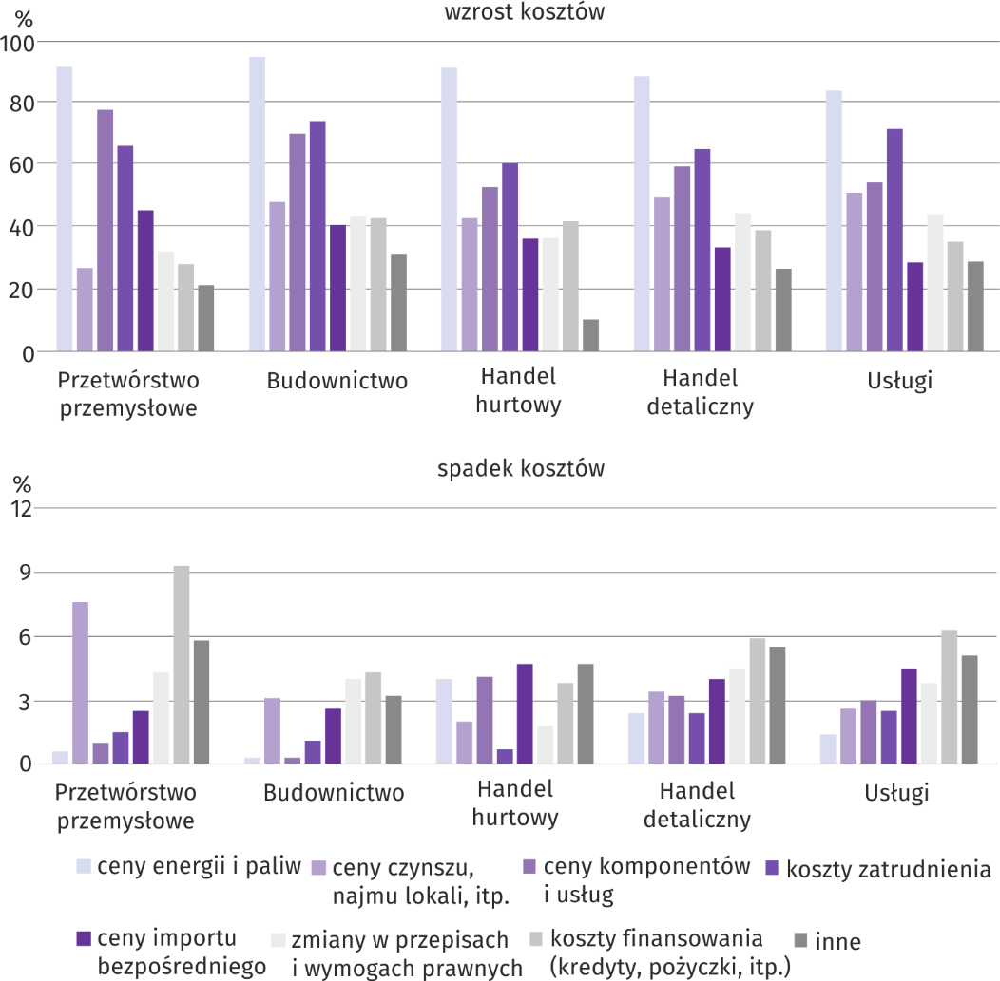 wzrost kosztów
%
100
80
60
40
20
0
Przetwórstwo
przemysłowe
Budownictwo
Handel
hurtowy
Handel
detaliczny
Usługi
spadek kosztów
%
12
9
6
3
0
Przetwórstwo
przemysłowe
Budownictwo
Handel
hurtowy
Handel
detaliczny
Usługi
ceny energii i paliw
ceny czynszu,
najmu lokali, itp.
ceny komponentów
i usług
koszty zatrudnienia
ceny importu
bezpośredniego
zmiany w przepisach
i wymogach prawnych
koszty finansowania
(kredyty, pożyczki, itp.)
inne